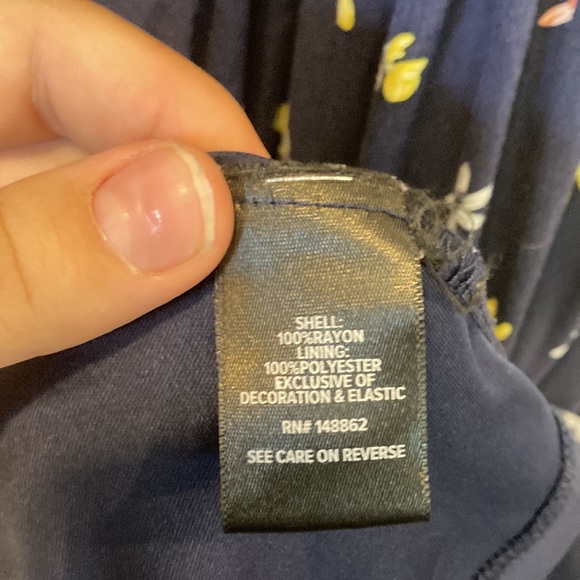 SHELL:
100%RAYON
LINING:
100%POLYESTER
EXCLUSIVE OF
DECORATION & ELASTIC
RN# 148862
SEE CARE ON REVERSE